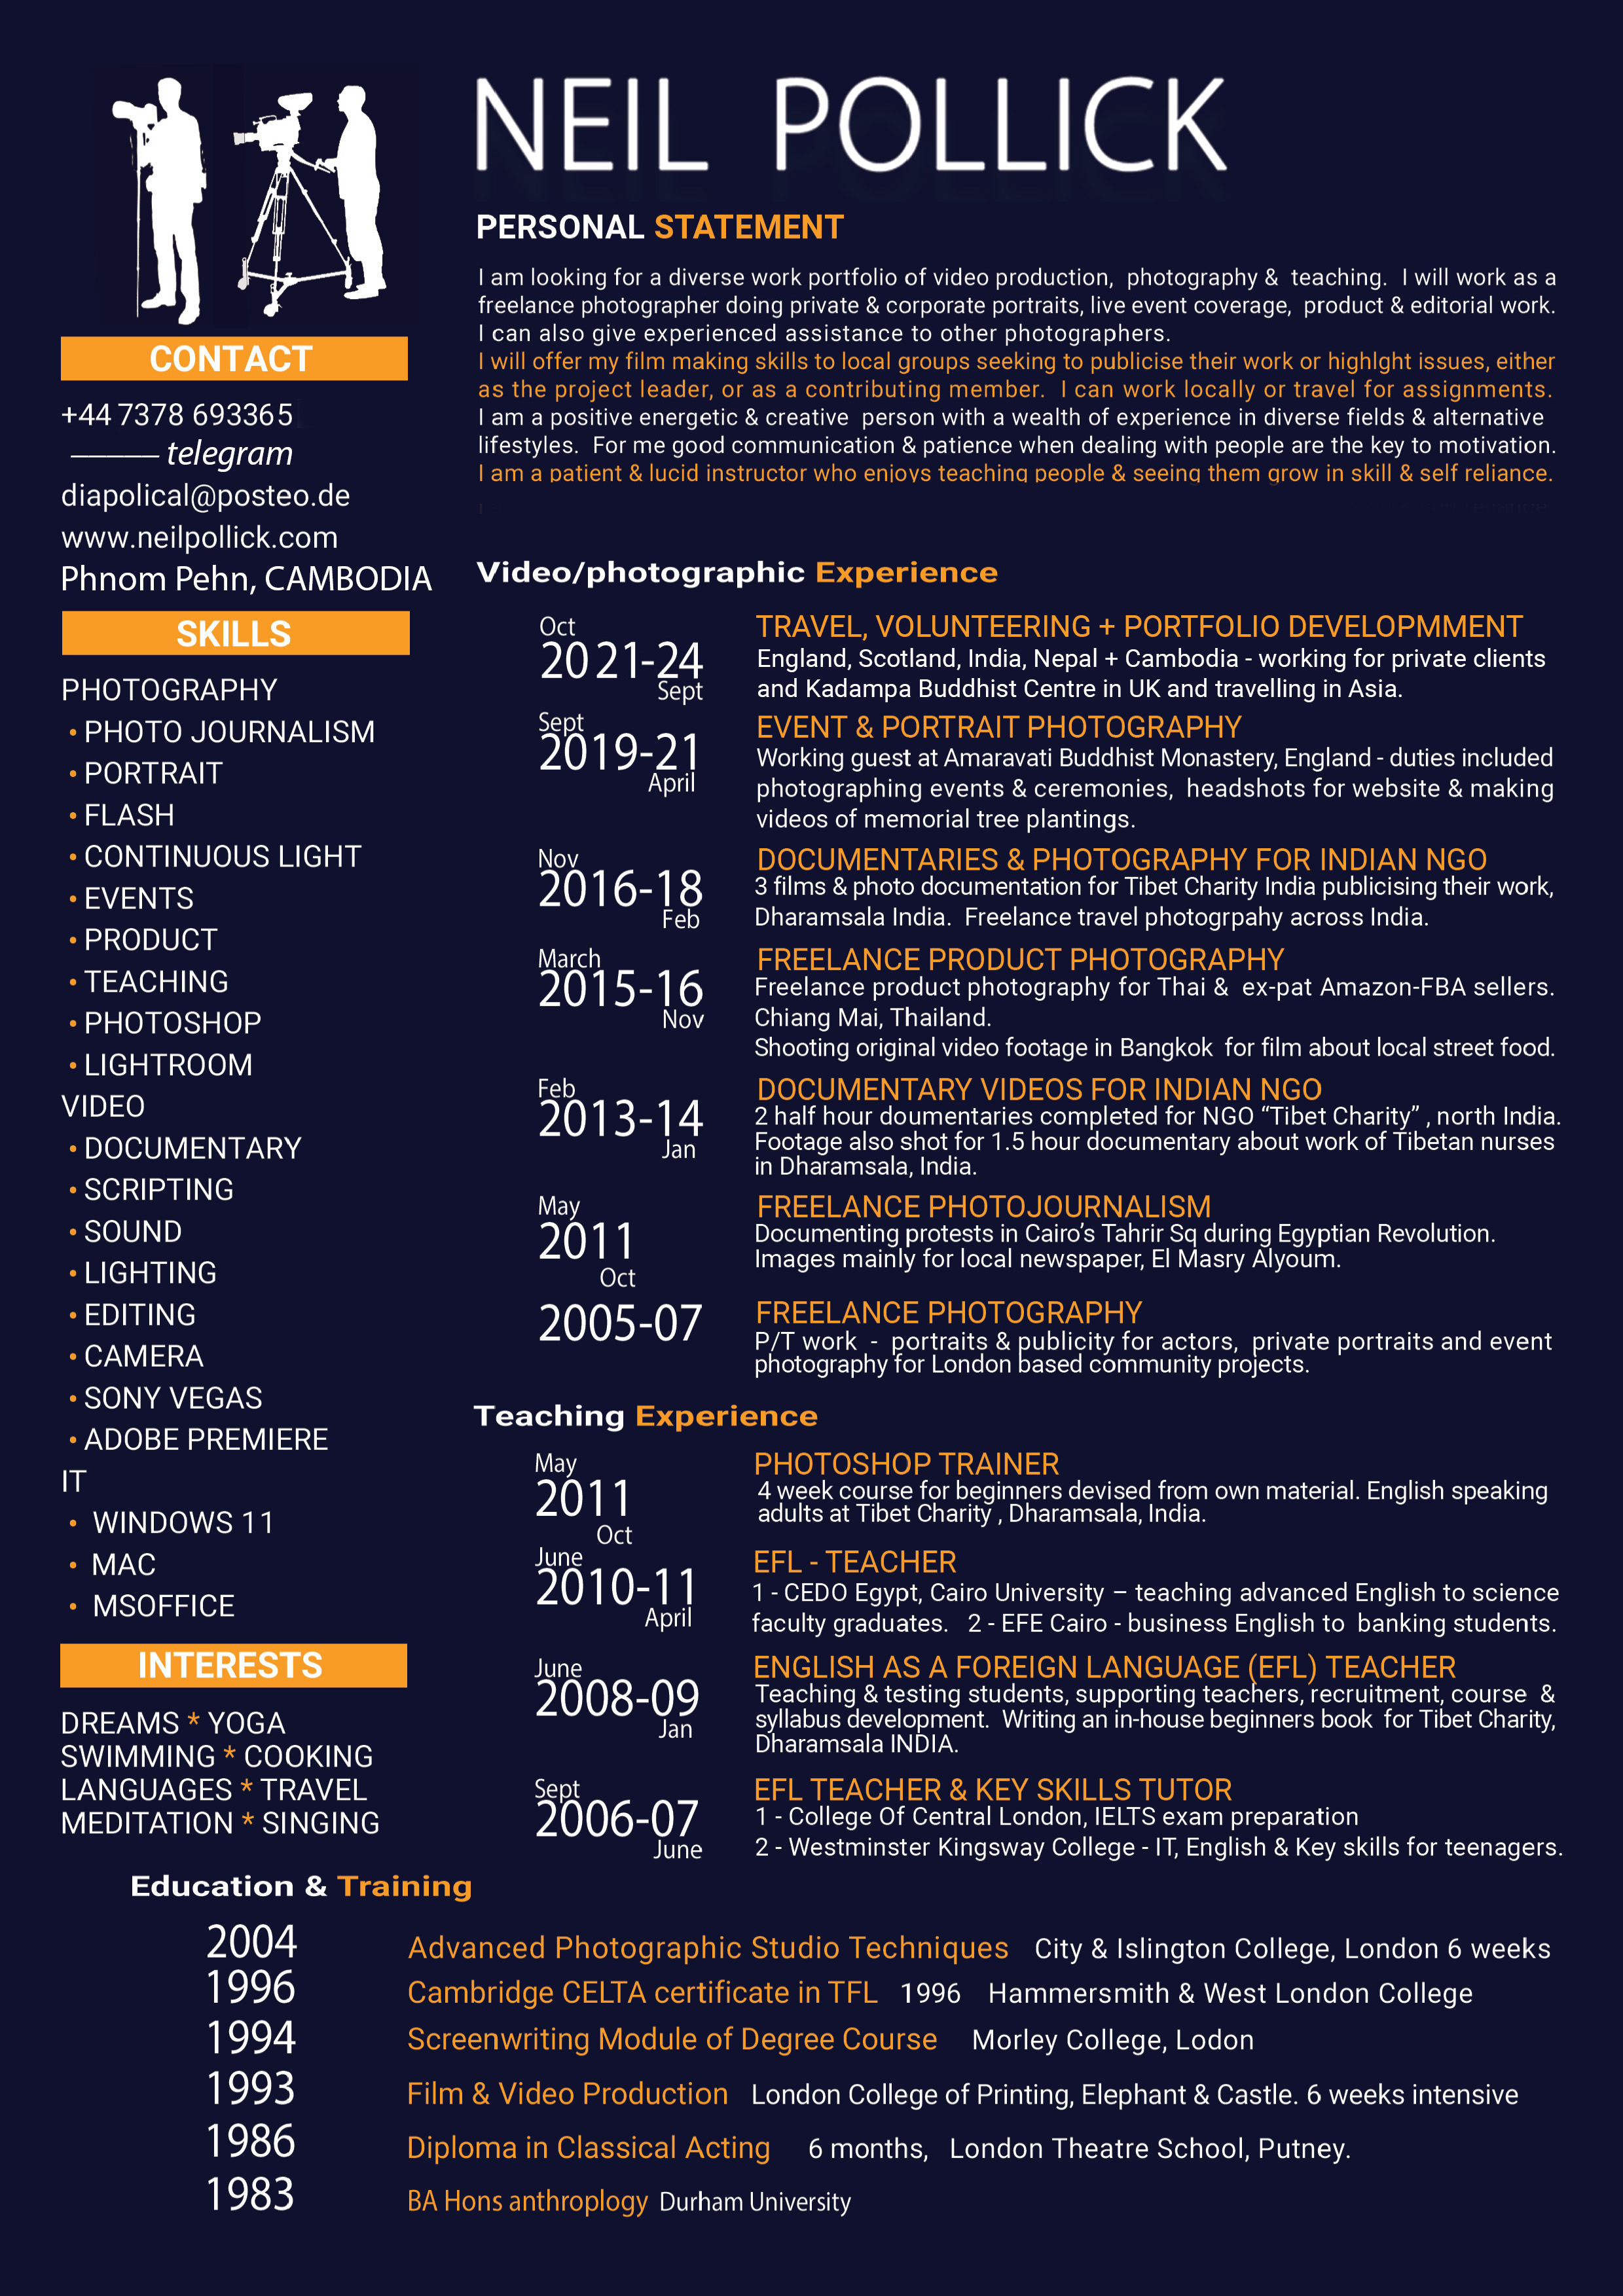 NEIL POLLICK
PERSONAL STATEMENT
I am looking for a diverse work portfolio of video production, photography & teaching. I will work as a
freelance photographer doing private & corporate portraits, live event coverage, product & editorial work.
I can also give experienced assistance to other photographers.
I will offer my film making skills to local groups seeking to publicise their work or highlght issues, either
as the project leader, or as a contributing member. I can work locally or travel for assignments.
I am a positive energetic & creative person with a wealth of experience in diverse fields & alternative
lifestyles. For me good communication & patience when dealing with people are the key to motivation.
I am a patient & lucid instructor who enjoys teaching people & seeing them grow in skill & self reliance.
CONTACT
+44 7378 693365
telegram
diapolical@posteo.de
www.neilpollick.com
Phnom Pehn, CAMBODIA
SKILLS
PHOTOGRAPHY
• PHOTO JOURNALISM
• PORTRAIT
• FLASH
• CONTINUOUS LIGHT
• EVENTS
• PRODUCT
• TEACHING
• PHOTOSHOP
• LIGHTROOM
VIDEO
• DOCUMENTARY
• SCRIPTING
• SOUND
• LIGHTING
• EDITING
• CAMERA
• SONY VEGAS
• ADOBE PREMIERE
IT
• WINDOWS 11
• MAC
• MSOFFICE
INTERESTS
DREAMS * YOGA
SWIMMING * COOKING
LANGUAGES * TRAVEL
MEDITATION * SINGING
Video/photographic Experience
Oct
2021-24
Sept
TRAVEL, VOLUNTEERING + PORTFOLIO DEVELOPMMENT
England, Scotland, India, Nepal + Cambodia - working for private clients
and Kadampa Buddhist Centre in UK and travelling in Asia.
Sept
2019-21
April
EVENT & PORTRAIT PHOTOGRAPHY
Working guest at Amaravati Buddhist Monastery, England - duties included
photographing events & ceremonies, headshots for website & making
videos of memorial tree plantings.
Nov
2016-18
Feb
DOCUMENTARIES & PHOTOGRAPHY FOR INDIAN NGO
3 films & photo documentation for Tibet Charity India publicising their work,
Dharamsala India. Freelance travel photogrpahy across India.
March
2015-16
Nov
FREELANCE PRODUCT PHOTOGRAPHY
Freelance product photography for Thai & ex-pat Amazon-FBA sellers.
Chiang Mai, Thailand.
Shooting original video footage in Bangkok for film about local street food.
Feb
2013-14
Jan
DOCUMENTARY VIDEOS FOR INDIAN NGO
2 half hour doumentaries completed for NGO “Tibet Charity” , north India.
Footage also shot for 1.5 hour documentary about work of Tibetan nurses
in Dharamsala, India.
May
2011
Oct
FREELANCE PHOTOJOURNALISM
Documenting protests in Cairo’s Tahrir Sq during Egyptian Revolution.
Images mainly for local newspaper, El Masry Alyoum.
2005-07
FREELANCE PHOTOGRAPHY
P/T work - portraits & publicity for actors, private portraits and event
photography for London based community projects.
Teaching Experience
May
2011
Oct
PHOTOSHOP TRAINER
4 week course for beginners devised from own material. English speaking
adults at Tibet Charity , Dharamsala, India.
June
2010-11
April
EFL - TEACHER
1 - CEDO Egypt, Cairo University – teaching advanced English to science
faculty graduates. 2 - EFE Cairo - business English to banking students.
June
2008-09
Jan
ENGLISH AS A FOREIGN LANGUAGE (EFL) TEACHER
Teaching & testing students, supporting teachers, recruitment, course &
syllabus development. Writing an in-house beginners book for Tibet Charity,
Dharamsala INDIA.
Sept
2006-07
June
EFL TEACHER & KEY SKILLS TUTOR
1 - College Of Central London, IELTS exam preparation
2 - Westminster Kingsway College - IT, English & Key skills for teenagers.
Education & Training
2004 Advanced Photographic Studio Techniques City & Islington College, London 6 weeks
1996 Cambridge CELTA certificate in TFL 1996 Hammersmith & West London College
1994 Screenwriting Module of Degree Course Morley College, Lodon
1993 Film & Video Production London College of Printing, Elephant & Castle. 6 weeks intensive
1986 Diploma in Classical Acting 6 months, London Theatre School, Putney.
1983 BA Hons anthroplogy Durham University